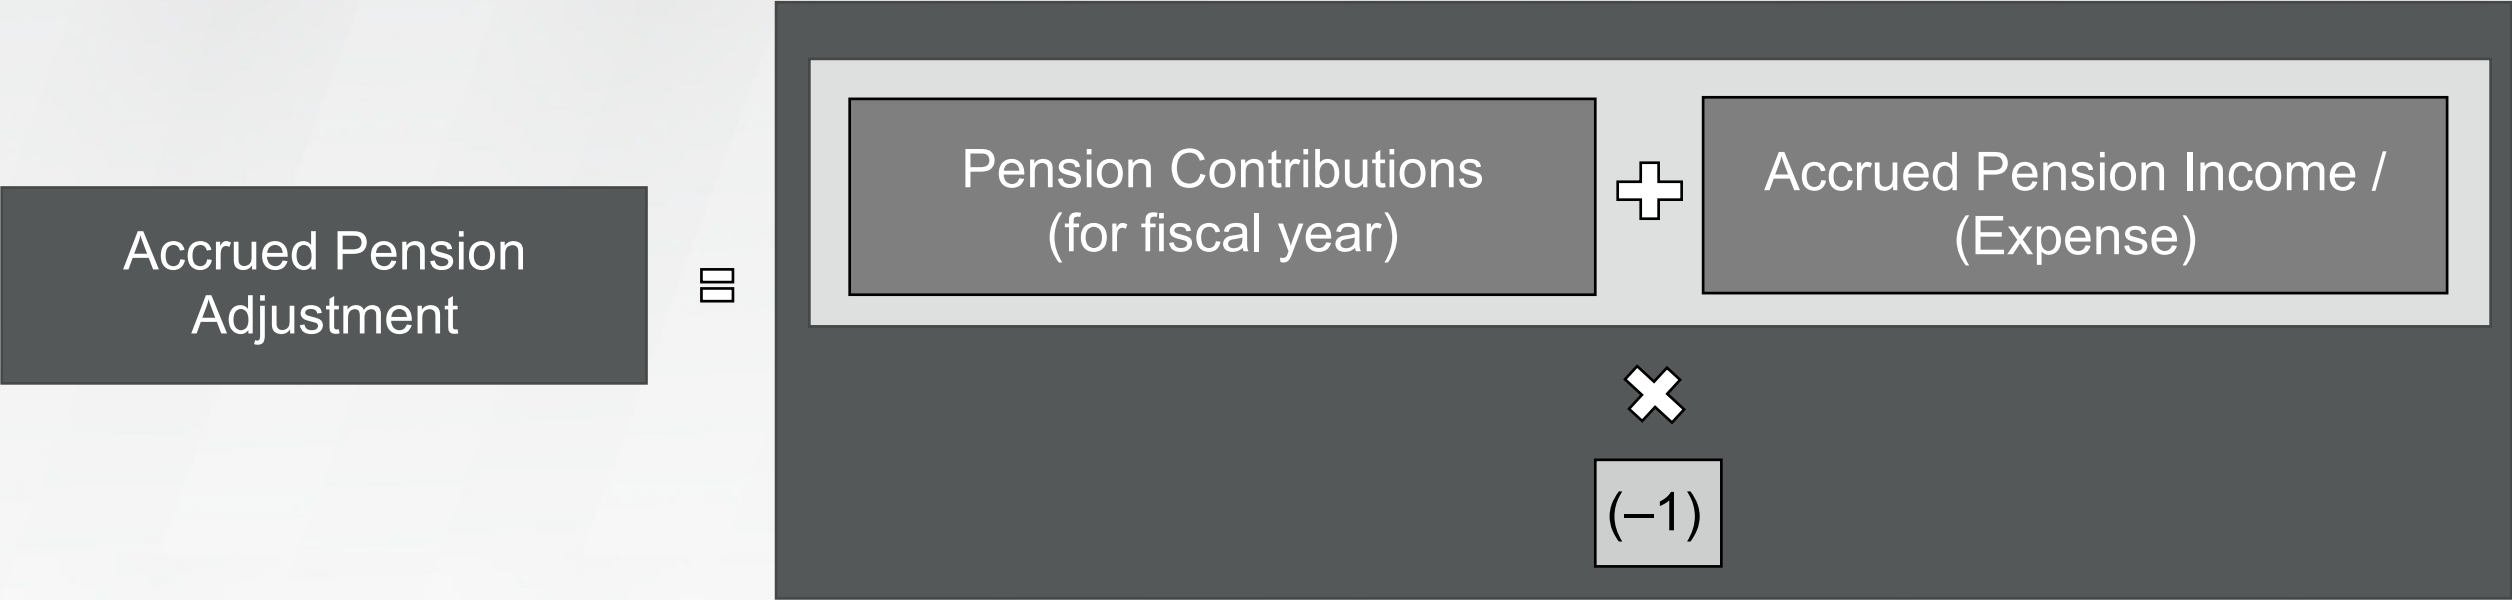 Accrued Pension
Adjustment
=
Pension Contributions
(for fiscal year)
+
Accrued Pension Income /
(Expense)
×
(–1)